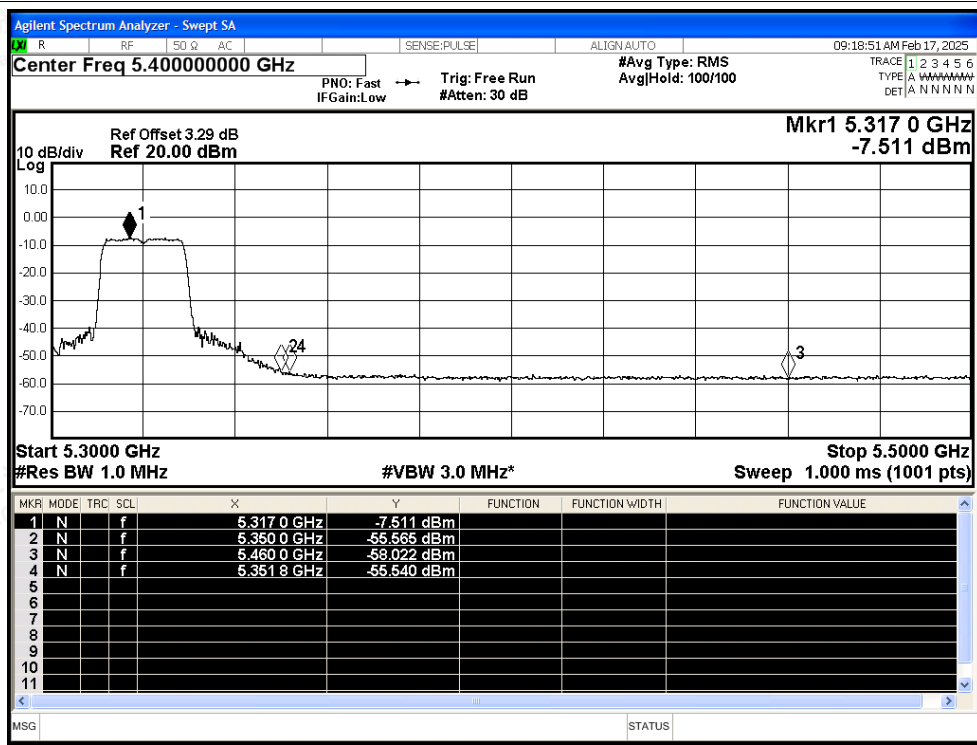 Agilent Spectrum Analyzer - Swept SA
LXI R RF 50 Ω AC SENSE:PULSE ALIGN AUTO 09:18:51 AM Feb 17, 2025
Center Freq 5.400000000 GHz
PNO: Fast
IFGain:Low
Trig: Free Run
#Atten: 30 dB
#Avg Type: RMS
Avg|Hold: 100/100
TRACE 1 2 3 4 5 6
TYPE A WWWWW
DET A N N N N N
Mkr1 5.317 0 GHz
-7.511 dBm
Ref Offset 3.29 dB
10 dB/div Ref 20.00 dBm
Log
10.0
0.00
-10.0
-20.0
-30.0
-40.0
-50.0
-60.0
-70.0
1
2 4
3
Start 5.3000 GHz Stop 5.5000 GHz
#Res BW 1.0 MHz #VBW 3.0 MHz* Sweep 1.000 ms (1001 pts)
MKR MODE TRC SCL X Y FUNCTION FUNCTION WIDTH FUNCTION VALUE
1 N f 5.317 0 GHz -7.511 dBm
2 N f 5.350 0 GHz -55.565 dBm
3 N f 5.460 0 GHz -58.022 dBm
4 N f 5.351 8 GHz -55.540 dBm
5
6
7
8
9
10
11
MSG STATUS